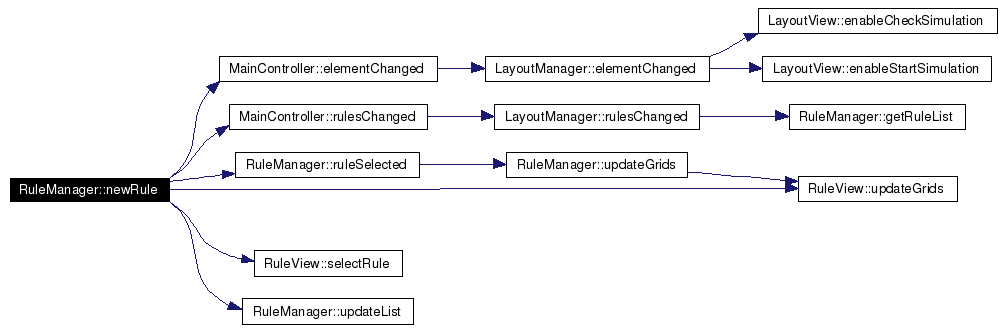 LayoutView::enableCheckSimulation
MainController::elementChanged
LayoutManager::elementChanged
LayoutView::enableStartSimulation
MainController::rulesChanged
LayoutManager::rulesChanged
RuleManager::getRuleList
RuleManager::ruleSelected
RuleManager::updateGrids
RuleManager::newRule
RuleView::updateGrids
RuleView::selectRule
RuleManager::updateList